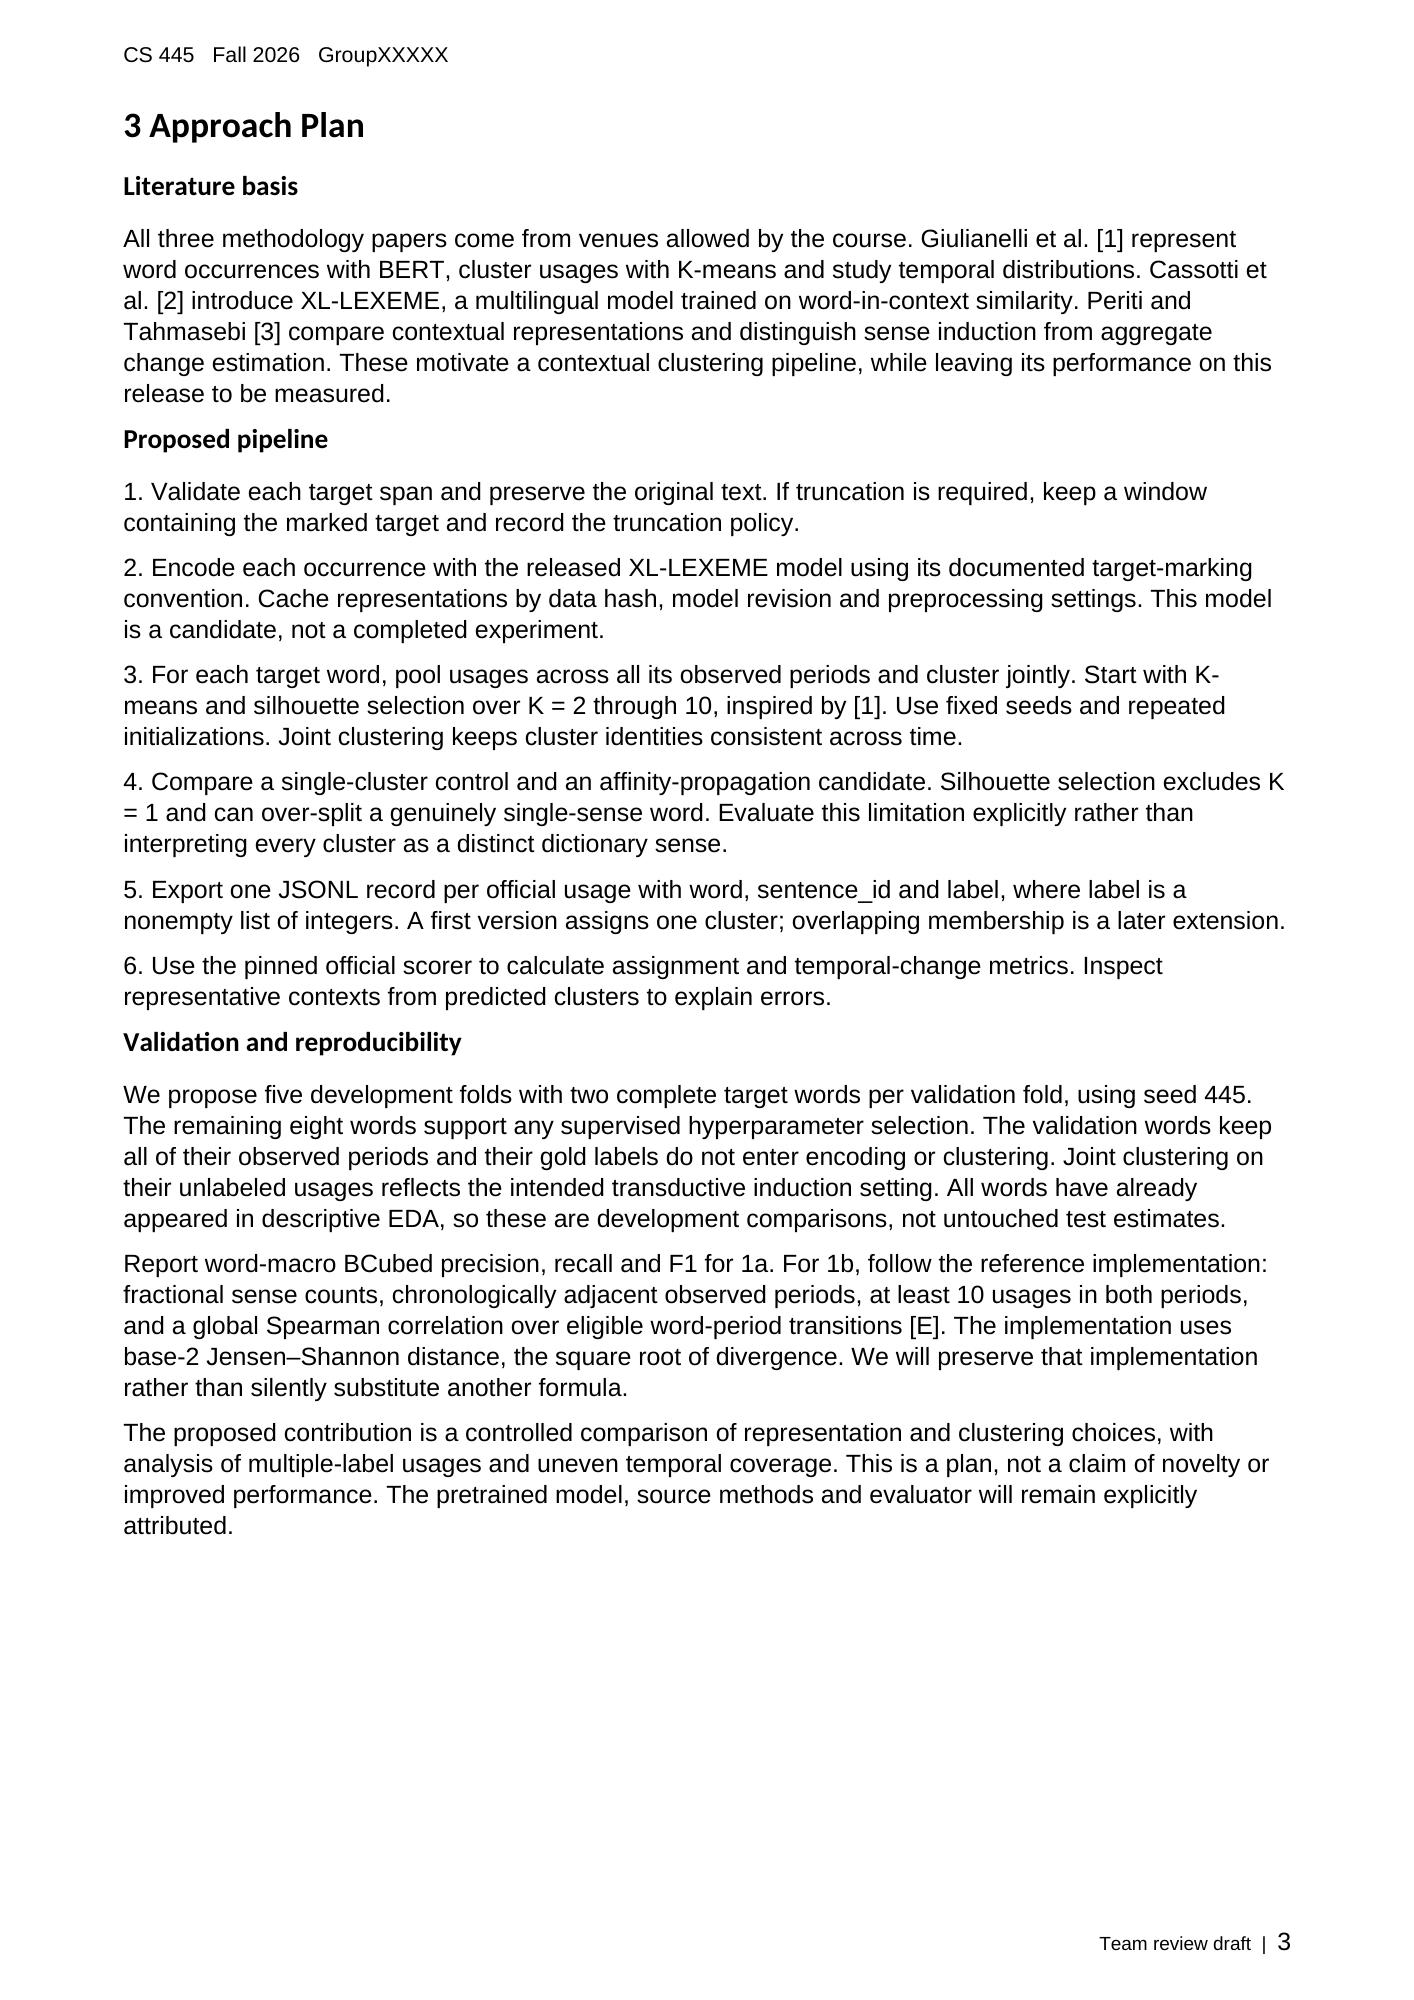 CS 445   Fall 2026   GroupXXXXX
3 Approach Plan
Literature basis
All three methodology papers come from venues allowed by the course. Giulianelli et al. [1] represent
word occurrences with BERT, cluster usages with K-means and study temporal distributions. Cassotti et
al. [2] introduce XL-LEXEME, a multilingual model trained on word-in-context similarity. Periti and
Tahmasebi [3] compare contextual representations and distinguish sense induction from aggregate
change estimation. These motivate a contextual clustering pipeline, while leaving its performance on this
release to be measured.
Proposed pipeline
1. Validate each target span and preserve the original text. If truncation is required, keep a window
containing the marked target and record the truncation policy.
2. Encode each occurrence with the released XL-LEXEME model using its documented target-marking
convention. Cache representations by data hash, model revision and preprocessing settings. This model
is a candidate, not a completed experiment.
3. For each target word, pool usages across all its observed periods and cluster jointly. Start with K-
means and silhouette selection over K = 2 through 10, inspired by [1]. Use fixed seeds and repeated
initializations. Joint clustering keeps cluster identities consistent across time.
4. Compare a single-cluster control and an affinity-propagation candidate. Silhouette selection excludes K
= 1 and can over-split a genuinely single-sense word. Evaluate this limitation explicitly rather than
interpreting every cluster as a distinct dictionary sense.
5. Export one JSONL record per official usage with word, sentence_id and label, where label is a
nonempty list of integers. A first version assigns one cluster; overlapping membership is a later extension.
6. Use the pinned official scorer to calculate assignment and temporal-change metrics. Inspect
representative contexts from predicted clusters to explain errors.
Validation and reproducibility
We propose five development folds with two complete target words per validation fold, using seed 445.
The remaining eight words support any supervised hyperparameter selection. The validation words keep
all of their observed periods and their gold labels do not enter encoding or clustering. Joint clustering on
their unlabeled usages reflects the intended transductive induction setting. All words have already
appeared in descriptive EDA, so these are development comparisons, not untouched test estimates.
Report word-macro BCubed precision, recall and F1 for 1a. For 1b, follow the reference implementation:
fractional sense counts, chronologically adjacent observed periods, at least 10 usages in both periods,
and a global Spearman correlation over eligible word-period transitions [E]. The implementation uses
base-2 Jensen–Shannon distance, the square root of divergence. We will preserve that implementation
rather than silently substitute another formula.
The proposed contribution is a controlled comparison of representation and clustering choices, with
analysis of multiple-label usages and uneven temporal coverage. This is a plan, not a claim of novelty or
improved performance. The pretrained model, source methods and evaluator will remain explicitly
attributed.
Team review draft | 3